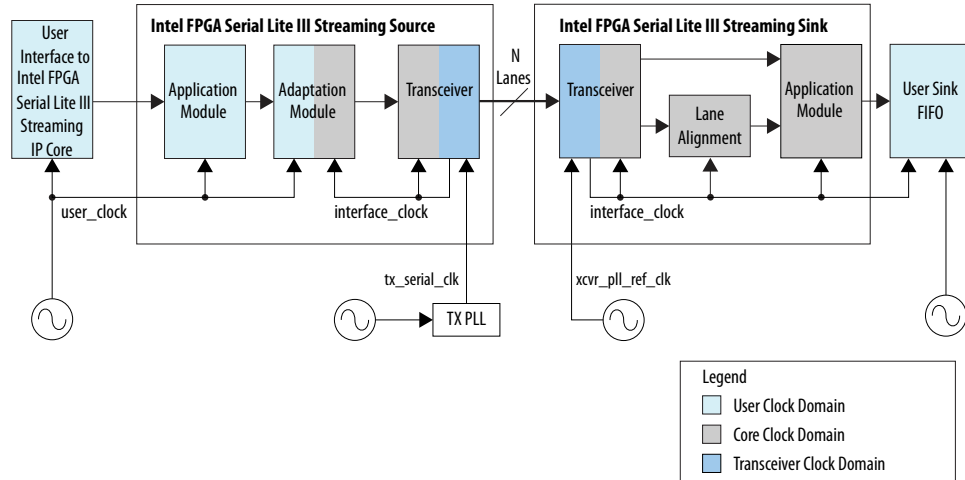 Intel FPGA Serial Lite III Streaming Source
Intel FPGA Serial Lite III Streaming Sink
User
Interface to
Intel FPGA
Serial Lite III
Streaming
IP Core
Application
Module
Adaptation
Module
Transceiver
N
Lanes
Transceiver
Lane
Alignment
Application
Module
User Sink
FIFO
user_clock
interface_clock
interface_clock
tx_serial_clk
xcvr_pll_ref_clk
TX PLL
Legend
User Clock Domain
Core Clock Domain
Transceiver Clock Domain